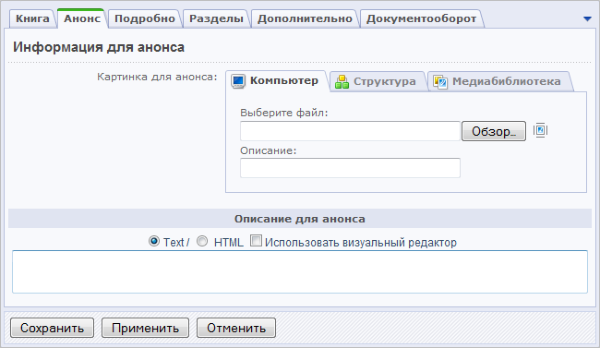 Книга Анонс Подробно Разделы Дополнительно Документооборот
Информация для анонса
Картинка для анонса: Компьютер Структура Медиабиблиотека
Выберите файл:
Обзор...
Описание:
Описание для анонса
Text / HTML Использовать визуальный редактор
Сохранить Применить Отменить